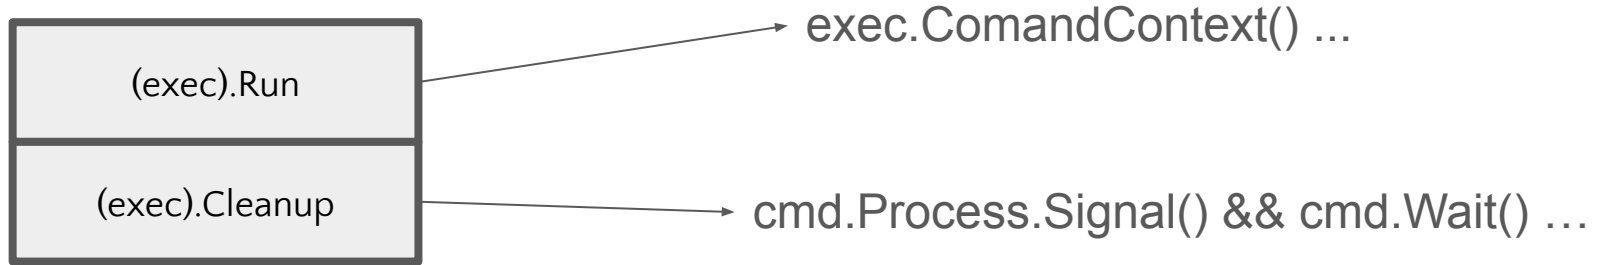 exec.ComandContext() ...
(exec).Run
(exec).Cleanup
cmd.Process.Signal() && cmd.Wait() …